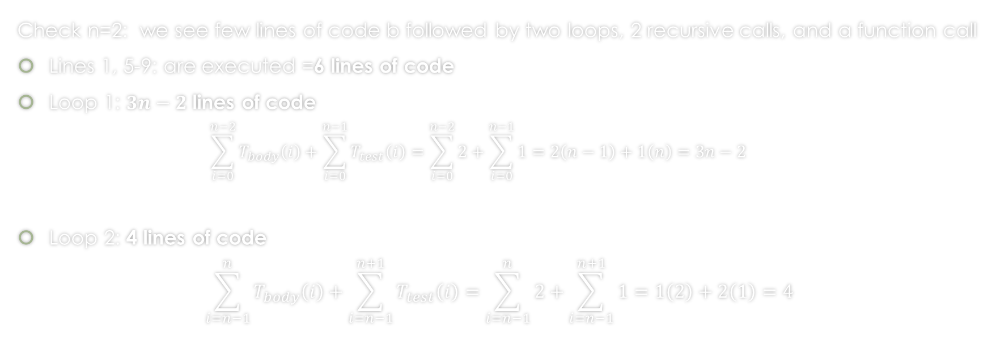 Check n=2:  we see few lines of code b followed by two loops, 2 recursive calls, and a function call
Lines 1, 5-9: are executed =6 lines of code
Loop 1: 3n − 2 lines of code
\sum_{i=0}^{n-2} T_{body}(i) + \sum_{i=0}^{n-1} T_{test}(i) = \sum_{i=0}^{n-2} 2 + \sum_{i=0}^{n-1} 1 = 2(n − 1) + 1(n) = 3n − 2
Loop 2: 4 lines of code
\sum_{i=n-1}^{n} T_{body}(i) + \sum_{i=n-1}^{n+1} T_{test}(i) = \sum_{i=n-1}^{n} 2 + \sum_{i=n-1}^{n+1} 1 = 1(2) + 2(1) = 4